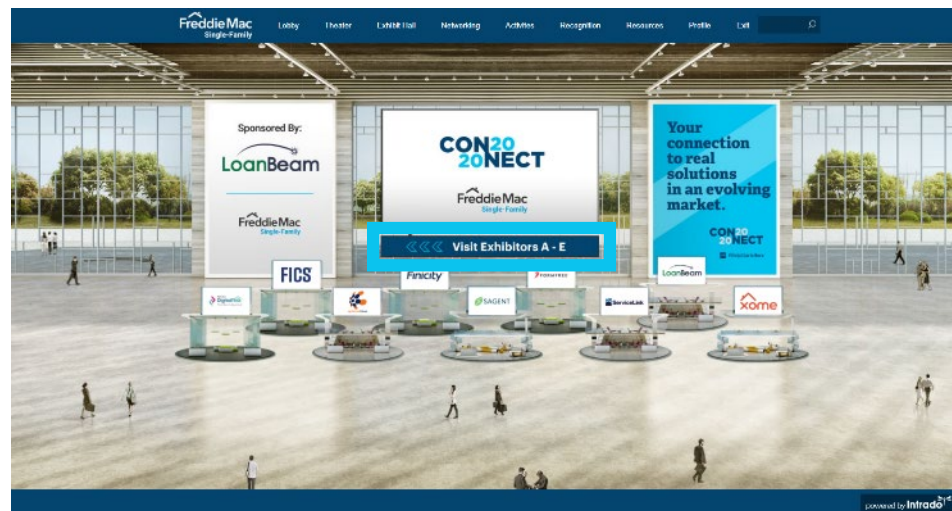 Freddie Mac
Single-Family
Lobby
Theater
Exhibit Hall
Networking
Activities
Recognition
Resources
Profile
Exit
Sponsored By:
LoanBeam
Freddie Mac
Single-Family
CON20
20NECT
Freddie Mac
Single-Family
<<< Visit Exhibitors A - E
Your
connection
to real
solutions
in an evolving
market.
CON20
20NECT
FICS
Finicity
LoanBeam
SAGENT
ServiceLink
xome
powered by Intrado